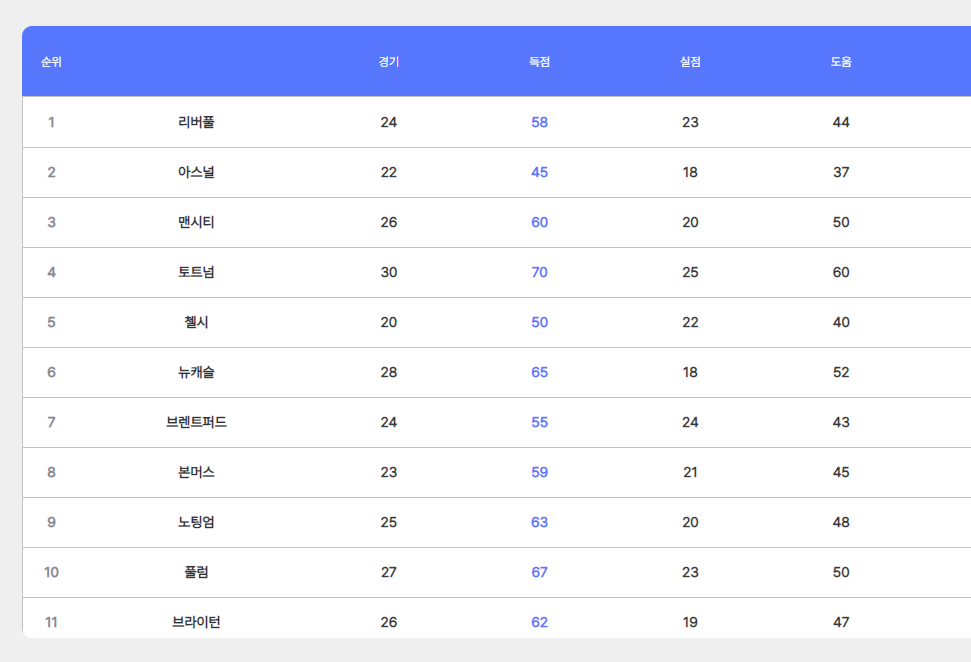 순위 경기 득점 실점 도움
1 리버풀 24 58 23 44
2 아스널 22 45 18 37
3 맨시티 26 60 20 50
4 토트넘 30 70 25 60
5 첼시 20 50 22 40
6 뉴캐슬 28 65 18 52
7 브렌트퍼드 24 55 24 43
8 본머스 23 59 21 45
9 노팅엄 25 63 20 48
10 풀럼 27 67 23 50
11 브라이턴 26 62 19 47